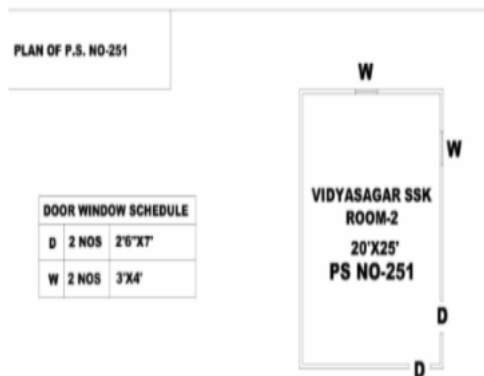 PLAN OF P.S. NO-251
W
W
DOOR WINDOW SCHEDULE
D 2 NOS 2'6"X7'
W 2 NOS 3'X4'
VIDYASAGAR SSK
ROOM-2
20'X25'
PS NO-251
D
D